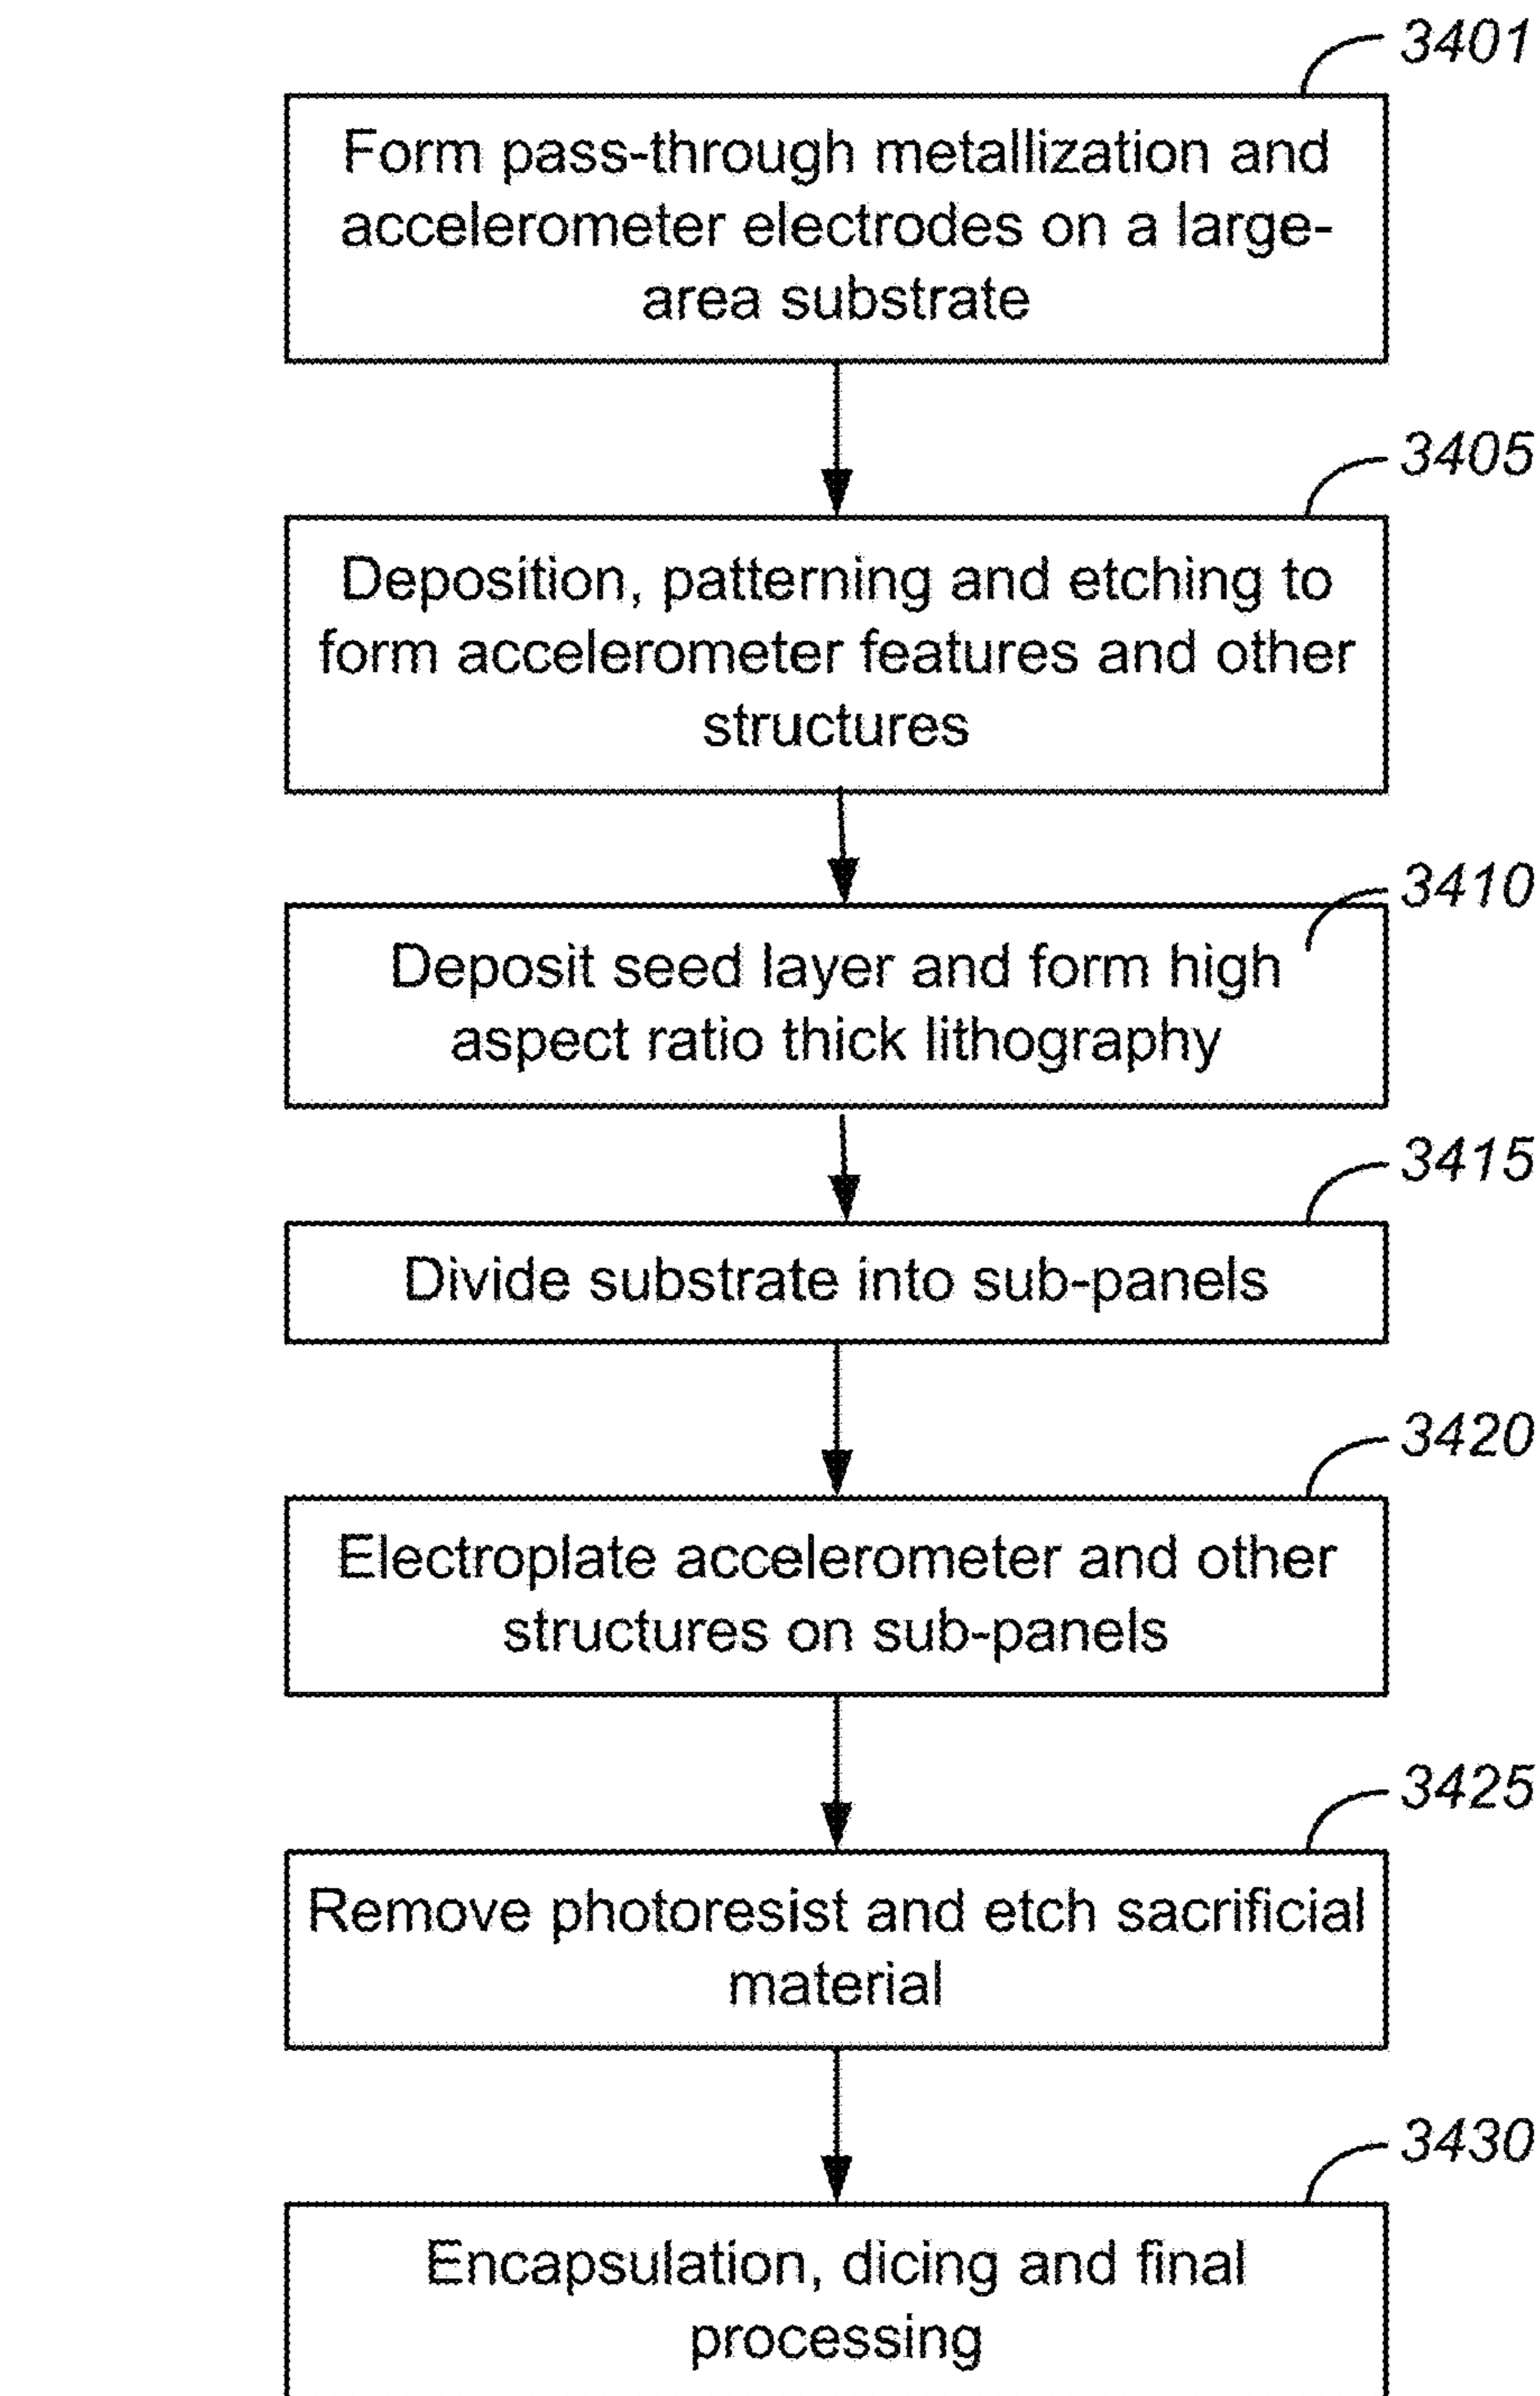 3401
Form pass-through metallization and
accelerometer electrodes on a large-
area substrate
3405
Deposition, patterning and etching to
form accelerometer features and other
structures
3410
Deposit seed layer and form high
aspect ratio thick lithography
3415
Divide substrate into sub-panels
3420
Electroplate accelerometer and other
structures on sub-panels
3425
Remove photoresist and etch sacrificial
material
3430
Encapsulation, dicing and final
processing